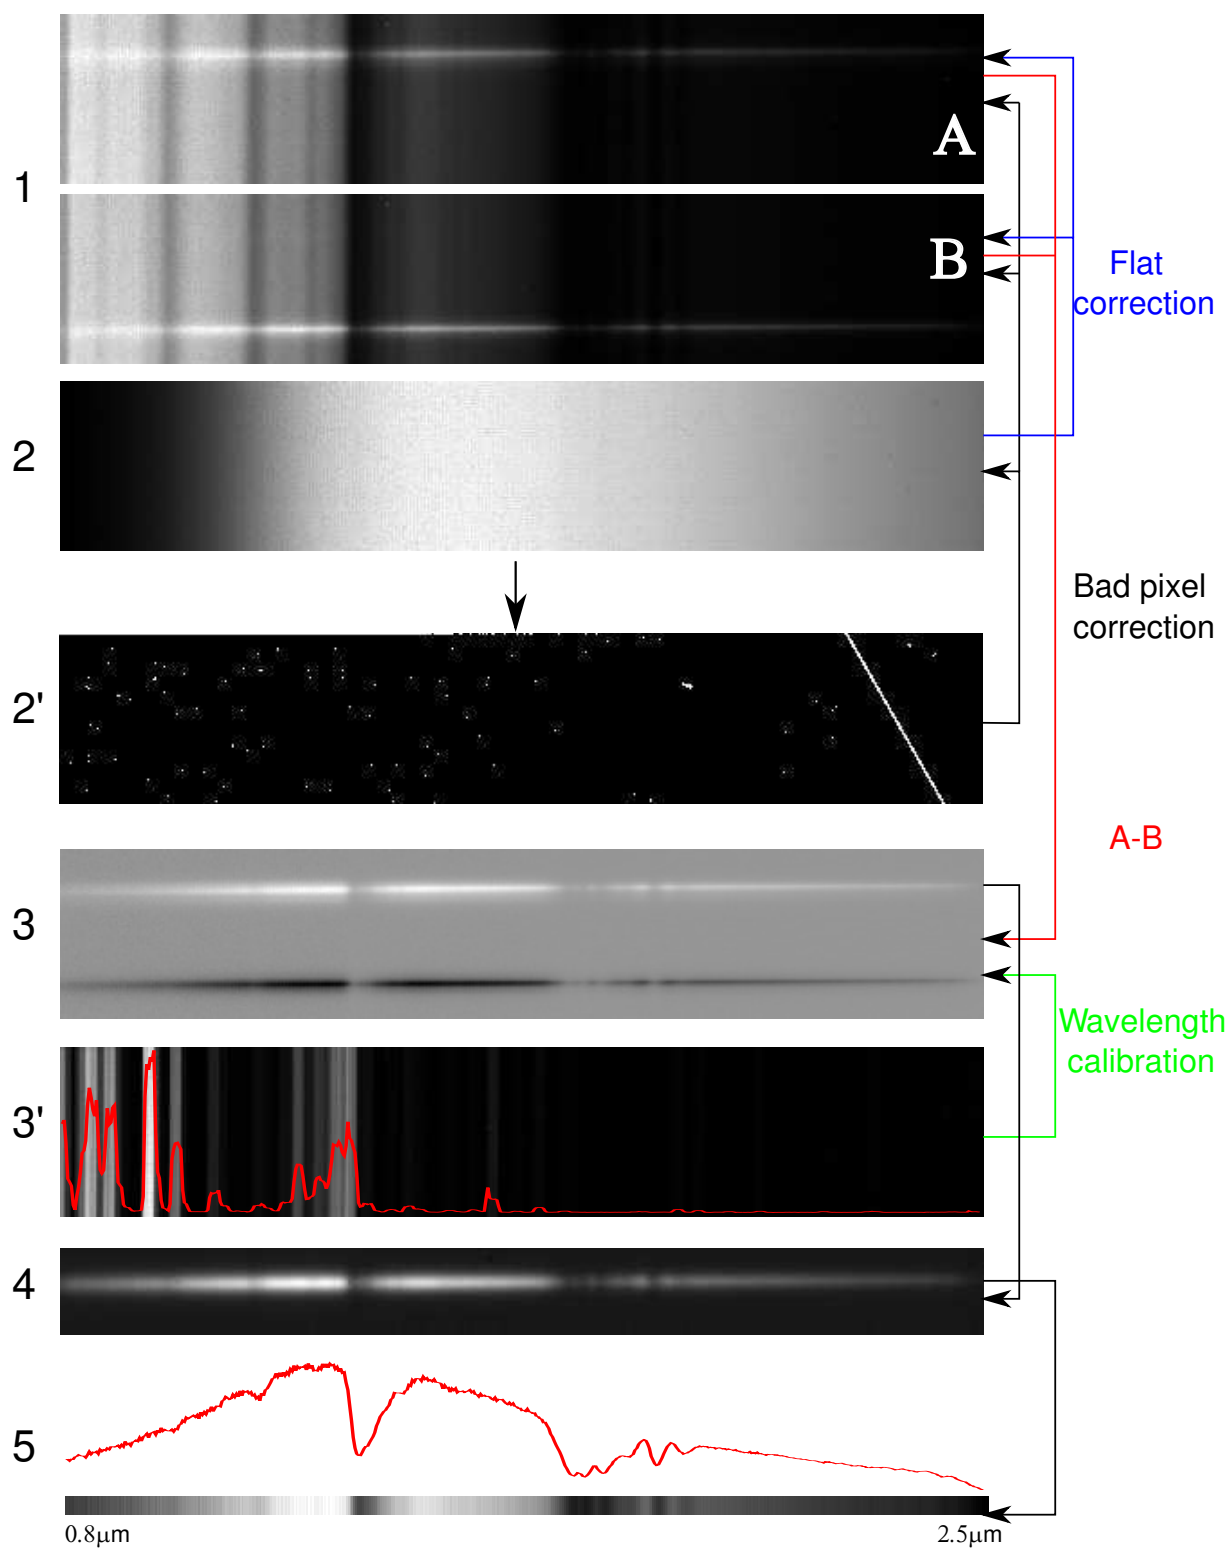 A
1
B
Flat
correction
2
Bad pixel
correction
2'
A-B
3
Wavelength
calibration
3'
4
5
0.8µm
2.5µm